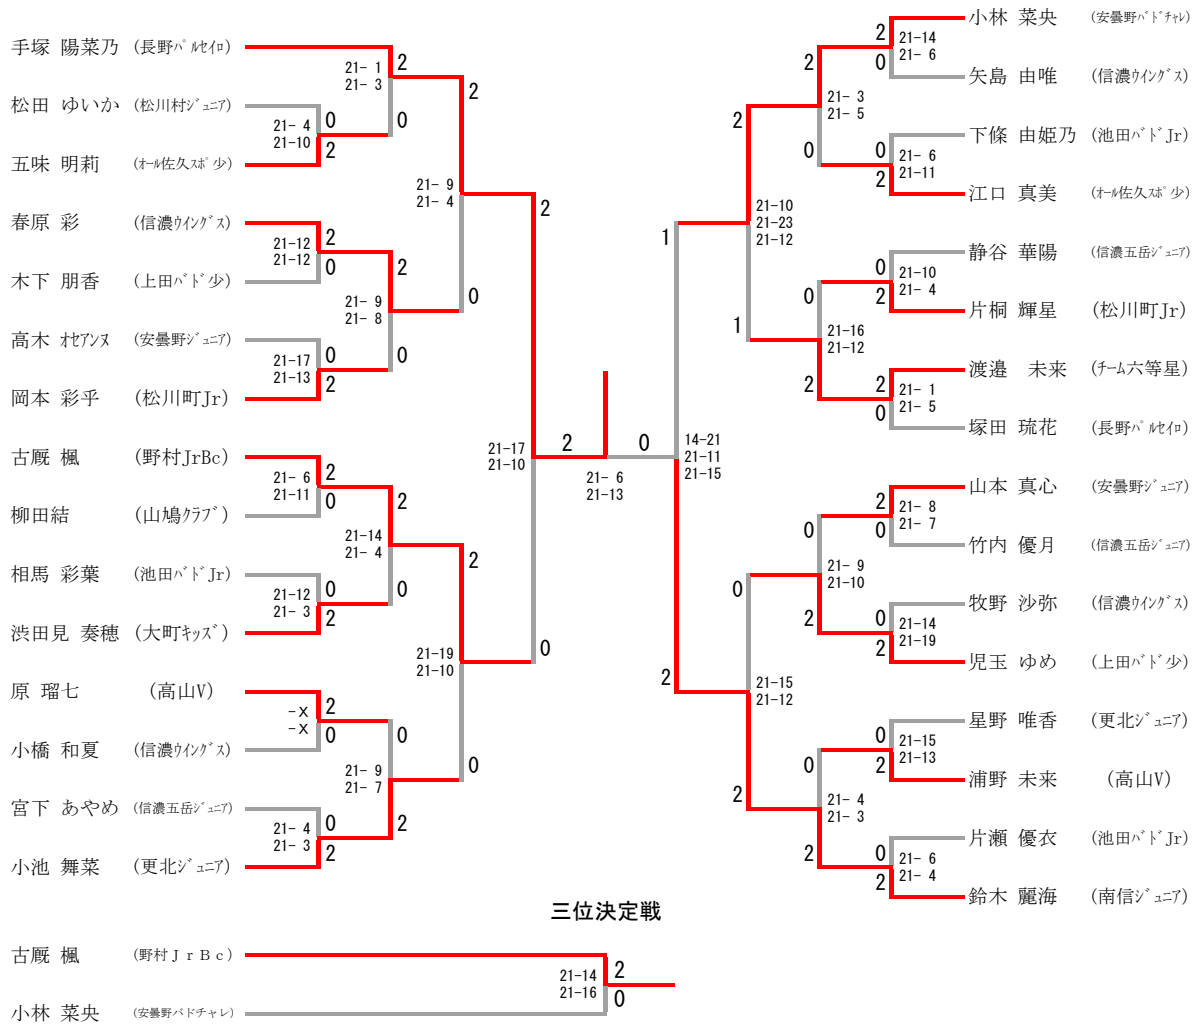 手塚 陽菜乃 (長野ﾊﾟﾙｾｲﾛ)
松田 ゆいか (松川村ｼﾞｭﾆｱ)
五味 明莉 (ｵｰﾙ佐久ｽﾎﾟ少)
春原 彩 (信濃ｳｲﾝｸﾞｽ)
木下 朋香 (上田ﾊﾞﾄﾞ少)
高木 ｵｾｱﾝﾇ (安曇野ｼﾞｭﾆｱ)
岡本 彩乎 (松川町Jr)
古厩 楓 (野村JrBc)
柳田結 (山鳩ｸﾗﾌﾞ)
相馬 彩葉 (池田ﾊﾞﾄﾞJr)
渋田見 奏穂 (大町ｷｯｽﾞ)
原 瑠七 (高山V)
小橋 和夏 (信濃ｳｲﾝｸﾞｽ)
宮下 あやめ (信濃五岳ｼﾞｭﾆｱ)
小池 舞菜 (更北ｼﾞｭﾆｱ)
21- 1 2
21- 3 0
21- 4 0
21-10 2
21-12 2
21-12 0
21-17 0
21-13 2
21- 9 2
21- 8 0
21- 9 2
21- 4 0
21- 6 2
21-11 0
21-12 0
21- 3 2
21-14 2
21- 4 0
-X 2
-X 0
21- 4 0
21- 3 2
21- 9 0
21- 7 2
21-19 2
21-10 0
21-17 2
21-10 0
2 0
21- 6
21-13
小林 菜央 (安曇野ﾊﾞﾄﾞﾁｬﾚ)
矢島 由唯 (信濃ｳｲﾝｸﾞｽ)
下條 由姫乃 (池田ﾊﾞﾄﾞJr)
江口 真美 (ｵｰﾙ佐久ｽﾎﾟ少)
静谷 華陽 (信濃五岳ｼﾞｭﾆｱ)
片桐 輝星 (松川町Jr)
渡邉 未来 (ﾁｰﾑ六等星)
塚田 琉花 (長野ﾊﾟﾙｾｲﾛ)
山本 真心 (安曇野ｼﾞｭﾆｱ)
竹内 優月 (信濃五岳ｼﾞｭﾆｱ)
牧野 沙弥 (信濃ｳｲﾝｸﾞｽ)
児玉 ゆめ (上田ﾊﾞﾄﾞ少)
星野 唯香 (更北ｼﾞｭﾆｱ)
浦野 未来 (高山V)
片瀬 優衣 (池田ﾊﾞﾄﾞJr)
鈴木 麗海 (南信ｼﾞｭﾆｱ)
2 21-14
0 21- 6
0 21- 6
2 21-11
2 21- 3
0 21- 5
0 21-10
2 21- 4
2 21- 1
0 21- 5
0 21-16
2 21-12
2 21-10
21-23
1 21-12
2 21- 8
0 21- 7
0 21-14
2 21-19
0 21- 9
2 21-10
0 21-15
2 21-13
0 21- 6
2 21- 4
0 21- 4
2 21- 3
0 21-15
2 21-12
1 14-21
21-11
2 21-15
三位決定戦
古厩 楓 (野村ＪｒＢｃ)
小林 菜央 (安曇野バドチャレ)
21-14 2
21-16 0